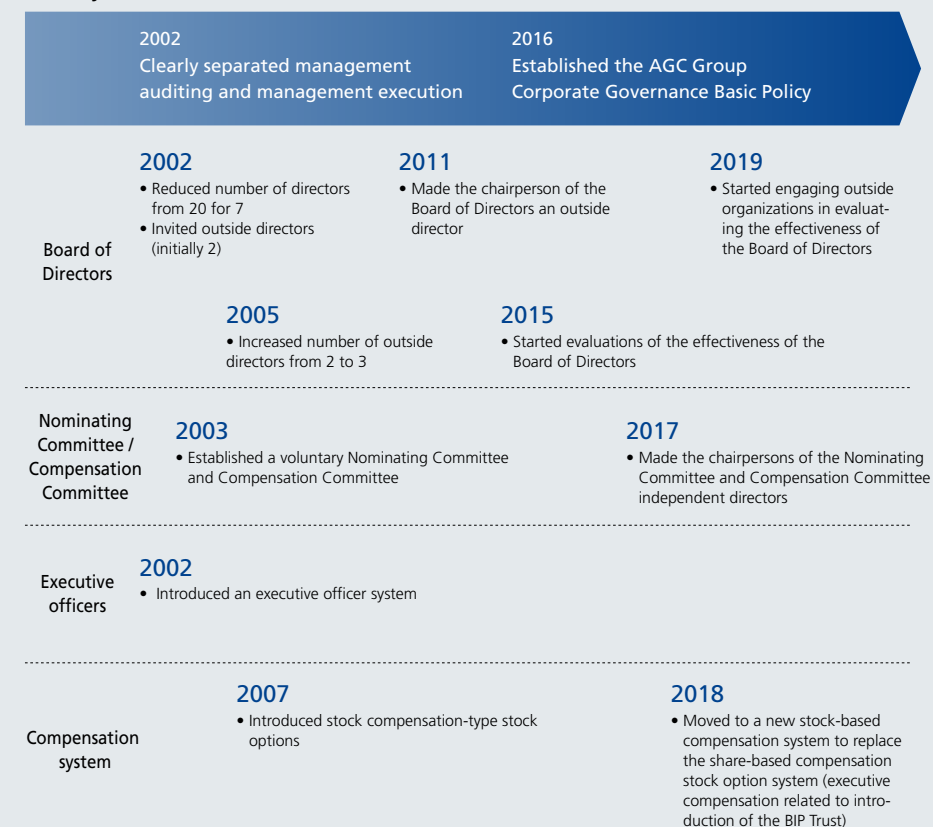 2002
Clearly separated management
auditing and management execution
2016
Established the AGC Group
Corporate Governance Basic Policy
Board of
Directors
2002
• Reduced number of directors
from 20 for 7
• Invited outside directors
(initially 2)
2011
• Made the chairperson of the
Board of Directors an outside
director
2019
• Started engaging outside
organizations in evaluat-
ing the effectiveness of
the Board of Directors
2005
• Increased number of outside
directors from 2 to 3
2015
• Started evaluations of the effectiveness of the
Board of Directors
Nominating
Committee /
Compensation
Committee
2003
• Established a voluntary Nominating Committee
and Compensation Committee
2017
• Made the chairpersons of the Nominating
Committee and Compensation Committee
independent directors
Executive
officers
2002
• Introduced an executive officer system
Compensation
system
2007
• Introduced stock compensation-type stock
options
2018
• Moved to a new stock-based
compensation system to replace
the share-based compensation
stock option system (executive
compensation related to intro-
duction of the BIP Trust)